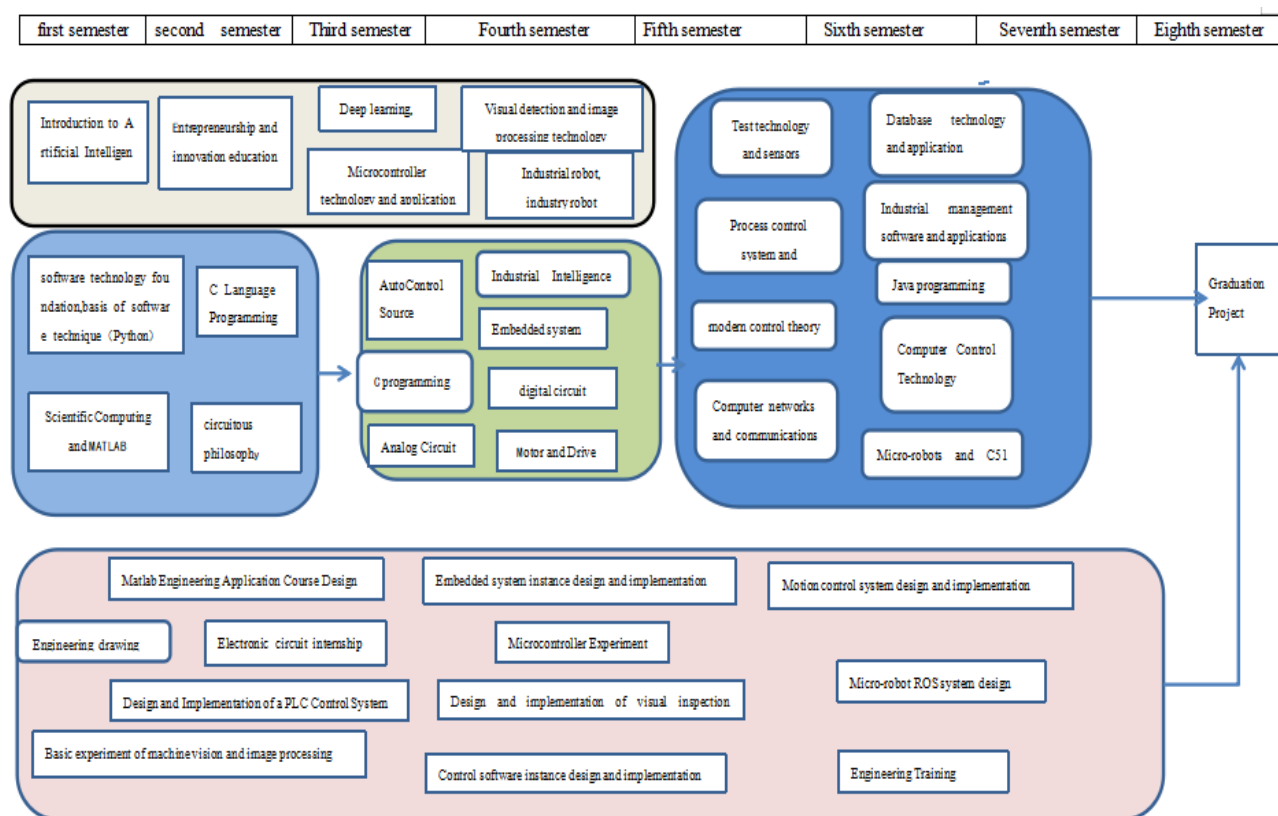 first semester
second semester
Third semester
Fourth semester
Fifth semester
Sixth semester
Seventh semester
Eighth semester
Introduction to A
rtificial Intelligen
Entrepreneurship and
innovation education
Deep learning,
Microcontroller
technology and application
Visual detection and image
processing technology
Industrial robot,
industry robot
software technology fou
ndation,basis of softwar
e technique (Python)
C Language
Programming
Scientific Computing
and MATLAB
circuitous
philosophy
Auto Control
Source
Industrial Intelligence
Embedded system
C programming
digital circuit
Analog Circuit
Motor and Drive
Test technology
and sensors
Database technology
and application
Process control
system and
Industrial management
software and applications
Java programming
modern control theory
Computer Control
Technology
Computer networks
and communications
Micro-robots and C51
Graduation
Project
Matlab Engineering Application Course Design
Embedded system instance design and implementation
Motion control system design and implementation
Engineering drawing
Electronic circuit internship
Microcontroller Experiment
Micro-robot ROS system design
Design and Implementation of a PLC Control System
Design and implementation of visual inspection
Basic experiment of machine vision and image processing
Control software instance design and implementation
Engineering Training